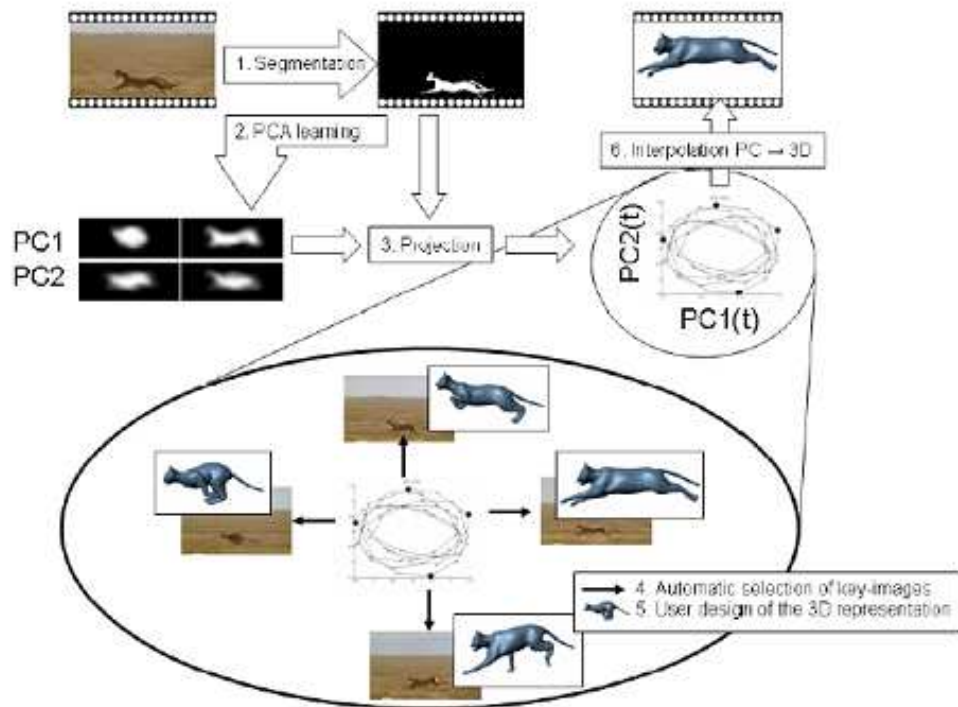 1. Segmentation
2. PCA learning
6. Interpolation PC → 3D
PC1
PC2
3. Projection
PC2(t)
PC1(t)
4. Automatic selection of key-images
5. User design of the 3D representation